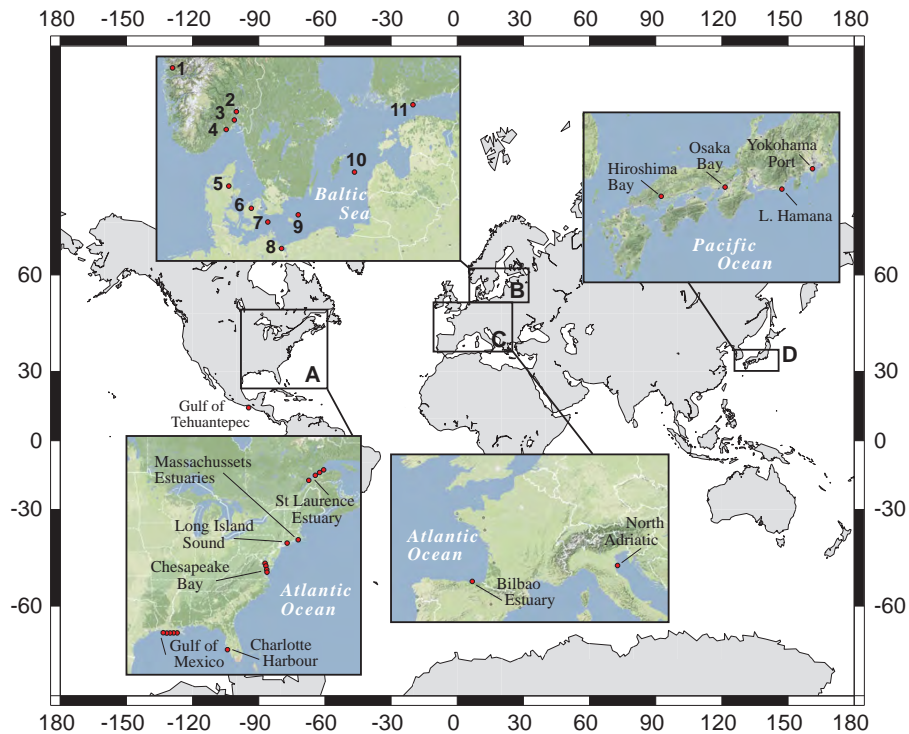 180 -150 -120 -90 -60 -30 0 30 60 90 120 150 180
1
2
3
4
11
10
5
6
7
9
8
Baltic
Sea
Yokohama
Port
Osaka
Bay
Hiroshima
Bay
L. Hamana
Pacific
Ocean
60
30
0
-30
-60
60
30
0
-30
-60
A
B
C
D
Gulf of
Tehuantepec
Massachussets
Estuaries
St Laurence
Estuary
Long Island
Sound
Chesapeake
Bay
Atlantic
Ocean
Gulf of
Mexico
Charlotte
Harbour
Atlantic
Ocean
North
Adriatic
Bilbao
Estuary
180 -150 -120 -90 -60 -30 0 30 60 90 120 150 180